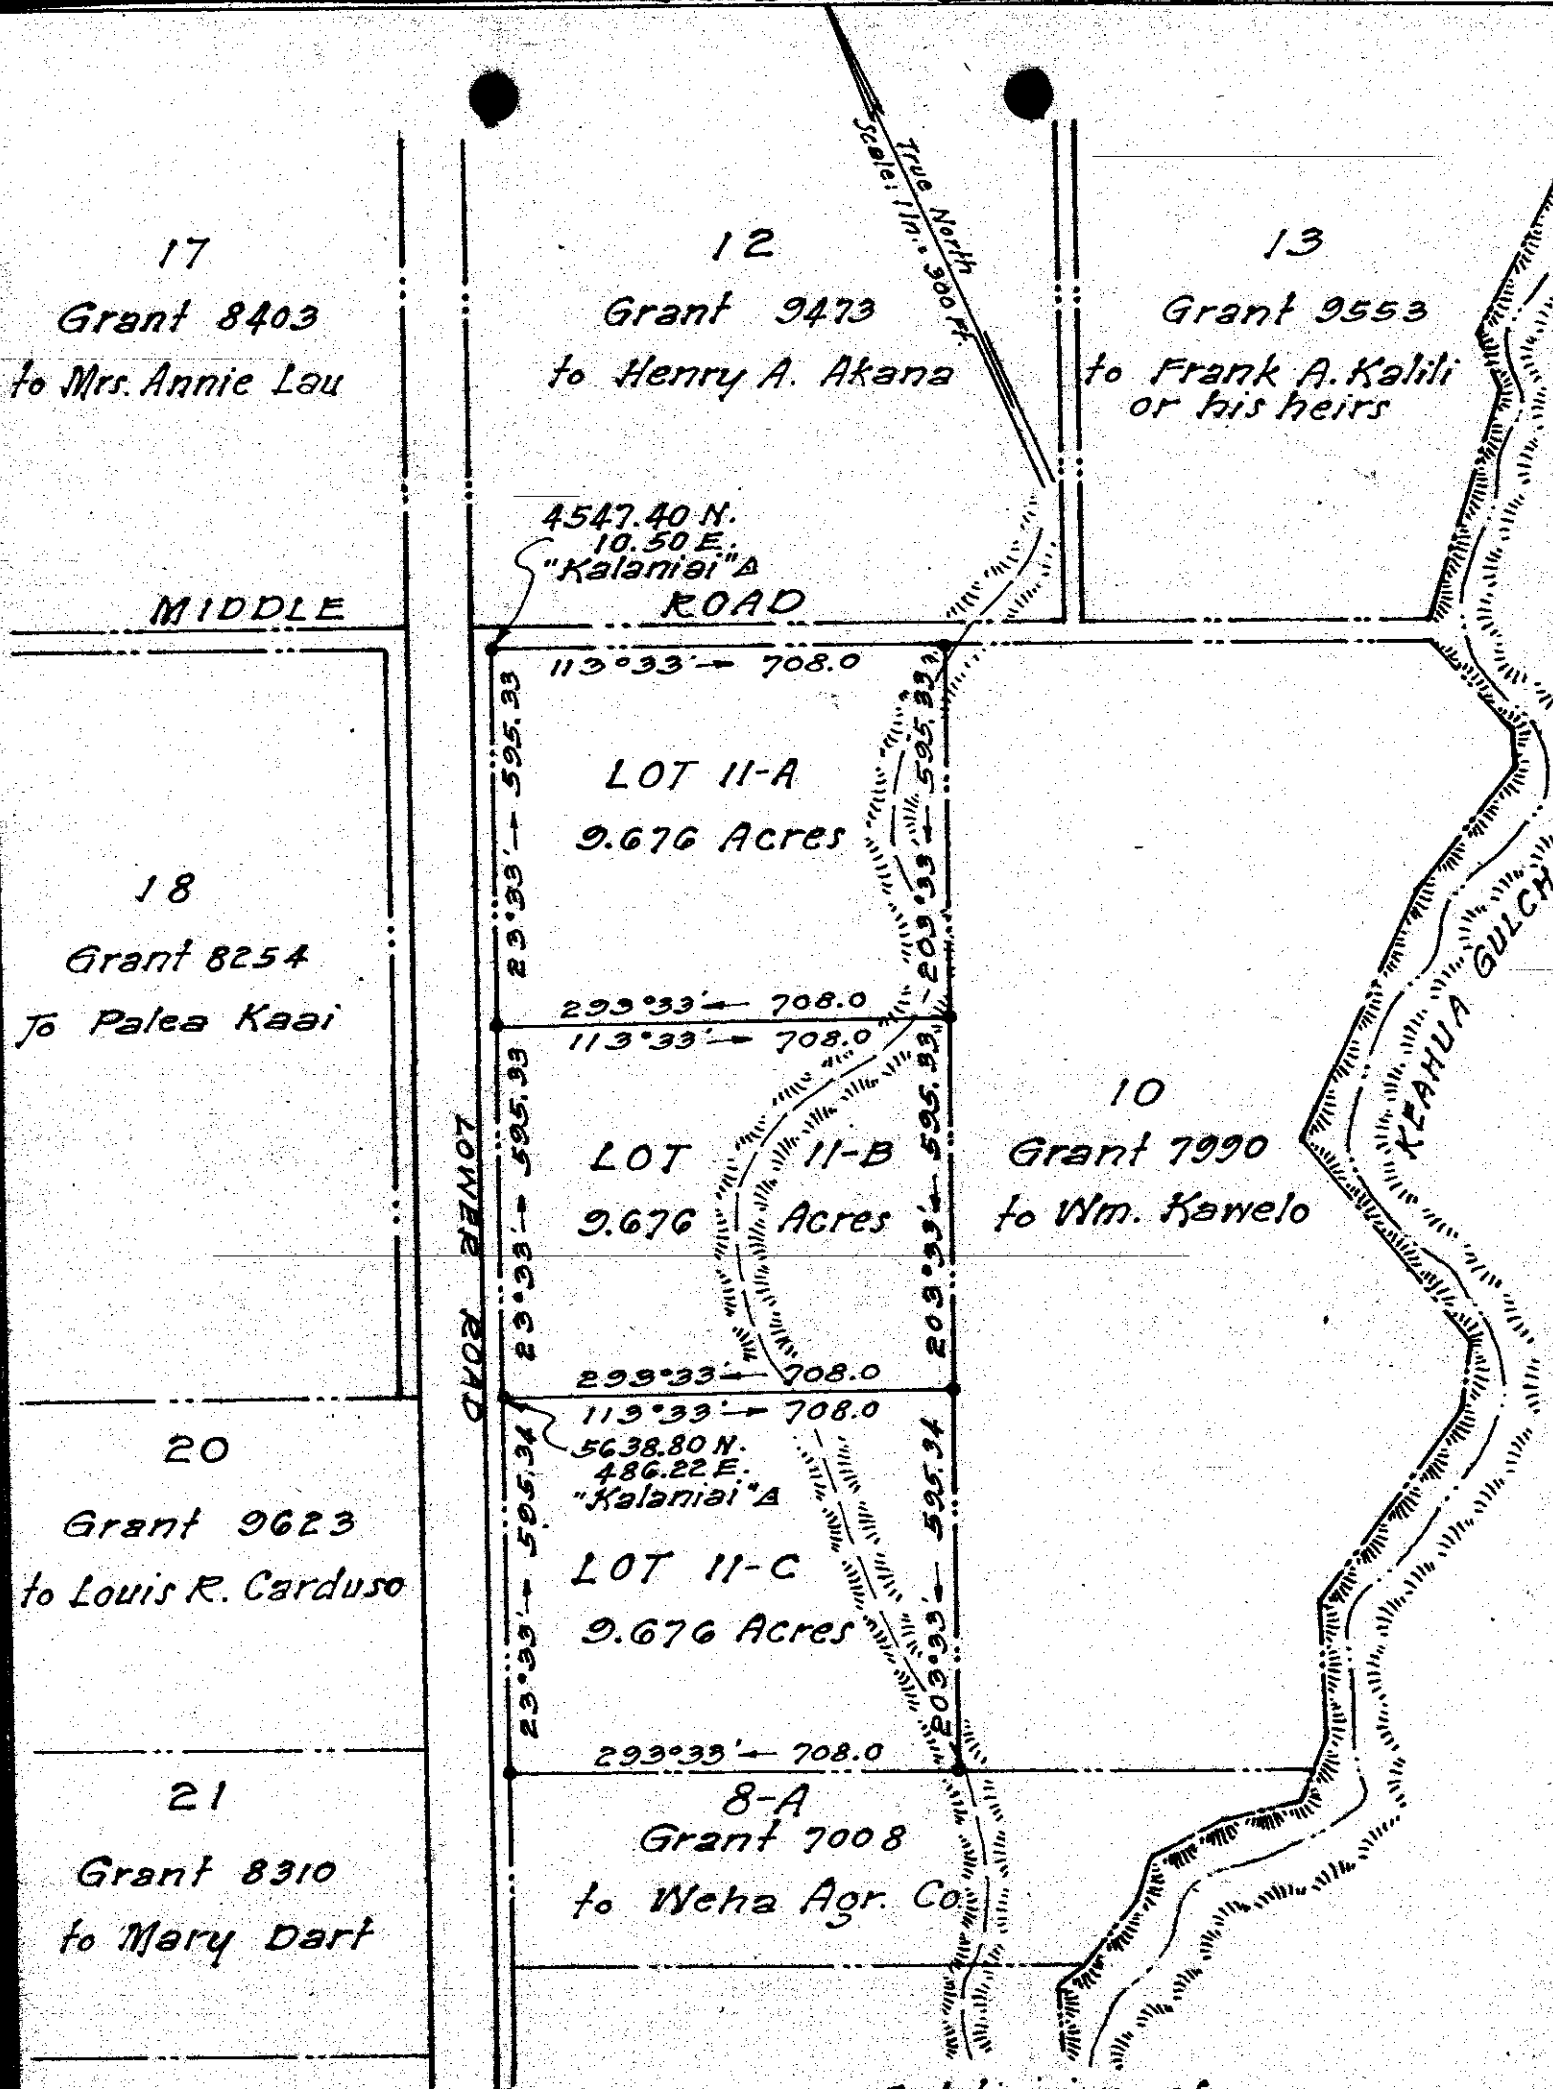 True North
Scale: 1 in. = 300 Ft.
17
Grant 8403
to Mrs. Annie Lau
12
Grant 9473
to Henry A. Akana
13
Grant 9553
to Frank A. Kalili
or his heirs
4547.40 N.
10.50 E.
"Kalaniai" △
MIDDLE ROAD
113°33' → 708.0
23°33' → 595.33
LOT 11-A
9.676 Acres
203°33' ← 595.33
293°33' ← 708.0
18
Grant 8254
To Palea Kaai
113°33' → 708.0
23°33' → 595.33
LOT 11-B
9.676 Acres
203°33' ← 595.33
293°33' ← 708.0
LOWER ROAD
10
Grant 7990
to Wm. Kawelo
KEAHUA GULCH
113°33' → 708.0
5638.80 N.
486.22 E.
"Kalaniai" △
23°33' → 595.34
LOT 11-C
9.676 Acres
203°33' ← 595.34
293°33' ← 708.0
20
Grant 9623
to Louis R. Carduso
21
Grant 8310
to Mary Dart
8-A
Grant 7008
to Weha Agr. Co.